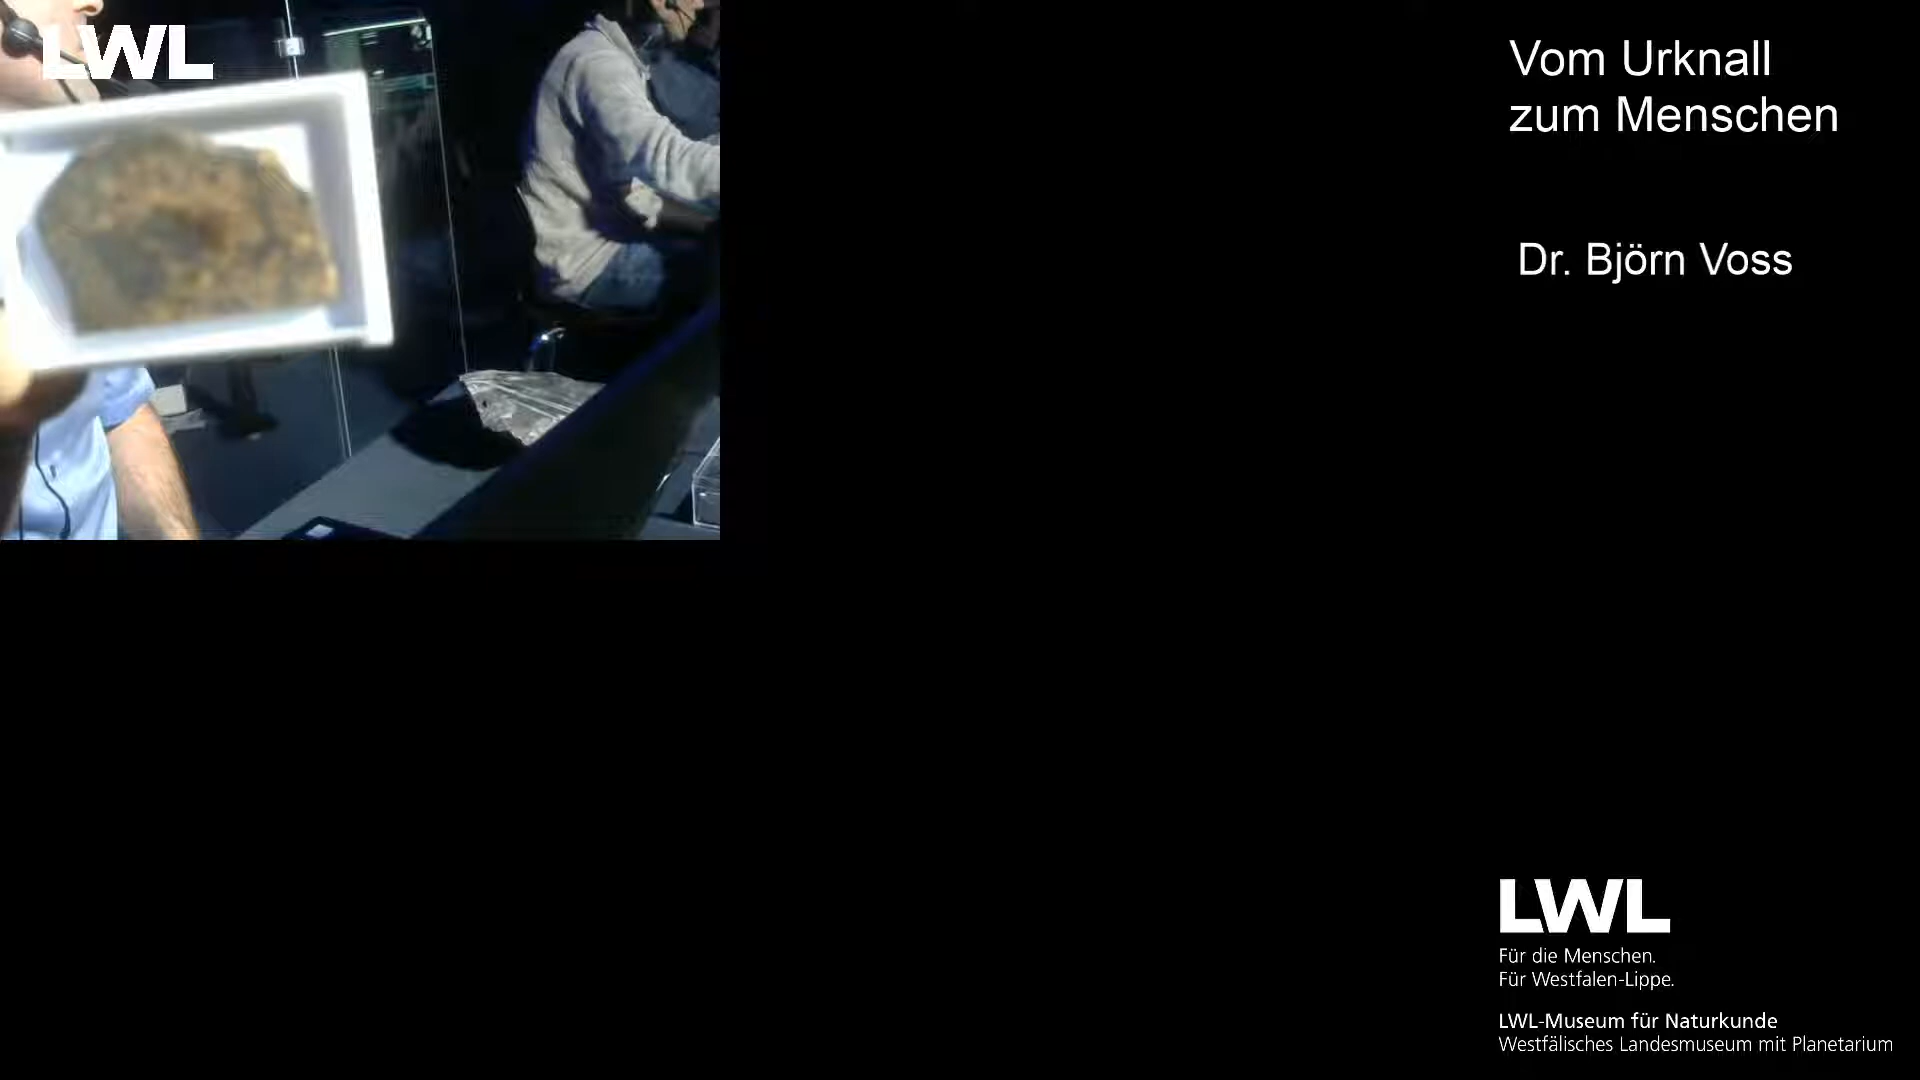 LWL
Vom Urknall
zum Menschen
Dr. Björn Voss
LWL
Für die Menschen.
Für Westfalen-Lippe.
LWL-Museum für Naturkunde
Westfälisches Landesmuseum mit Planetarium